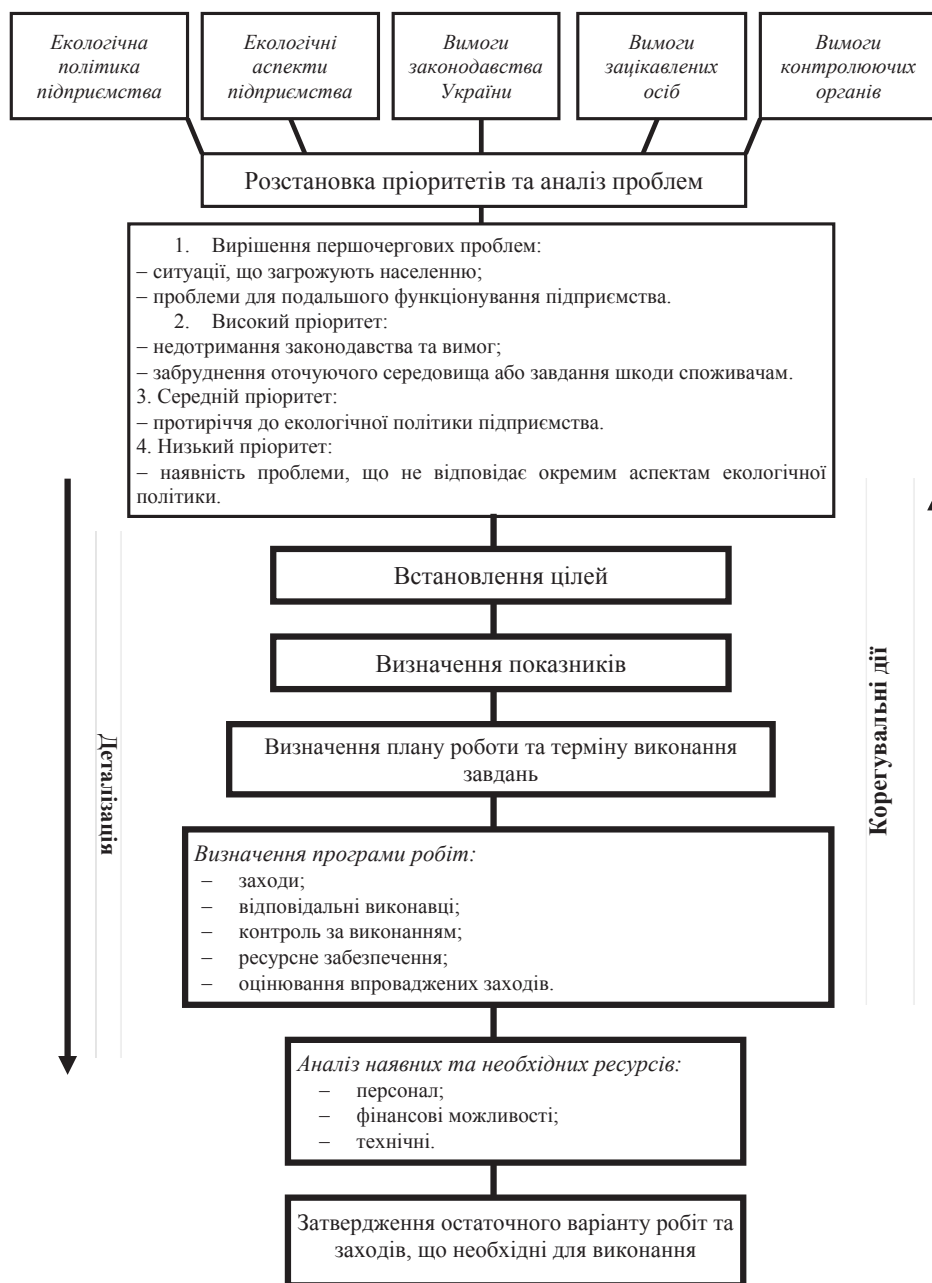 Екологічна
політика
підприємства
Екологічні
аспекти
підприємства
Вимоги
законодавства
України
Вимоги
зацікавлених
осіб
Вимоги
контролюючих
органів
Розстановка пріоритетів та аналіз проблем
1. Вирішення першочергових проблем:
– ситуації, що загрожують населенню;
– проблеми для подальшого функціонування підприємства.
2. Високий пріоритет:
– недотримання законодавства та вимог;
– забруднення оточуючого середовища або завдання шкоди споживачам.
3. Середній пріоритет:
– протиріччя до екологічної політики підприємства.
4. Низький пріоритет:
– наявність проблеми, що не відповідає окремим аспектам екологічної
політики.
Встановлення цілей
Визначення показників
Визначення плану роботи та терміну виконання
завдань
Деталізація
Корегувальні дії
Визначення програми робіт:
– заходи;
– відповідальні виконавці;
– контроль за виконанням;
– ресурсне забезпечення;
– оцінювання впроваджених заходів.
Аналіз наявних та необхідних ресурсів:
– персонал;
– фінансові можливості;
– технічні.
Затвердження остаточного варіанту робіт та
заходів, що необхідні для виконання